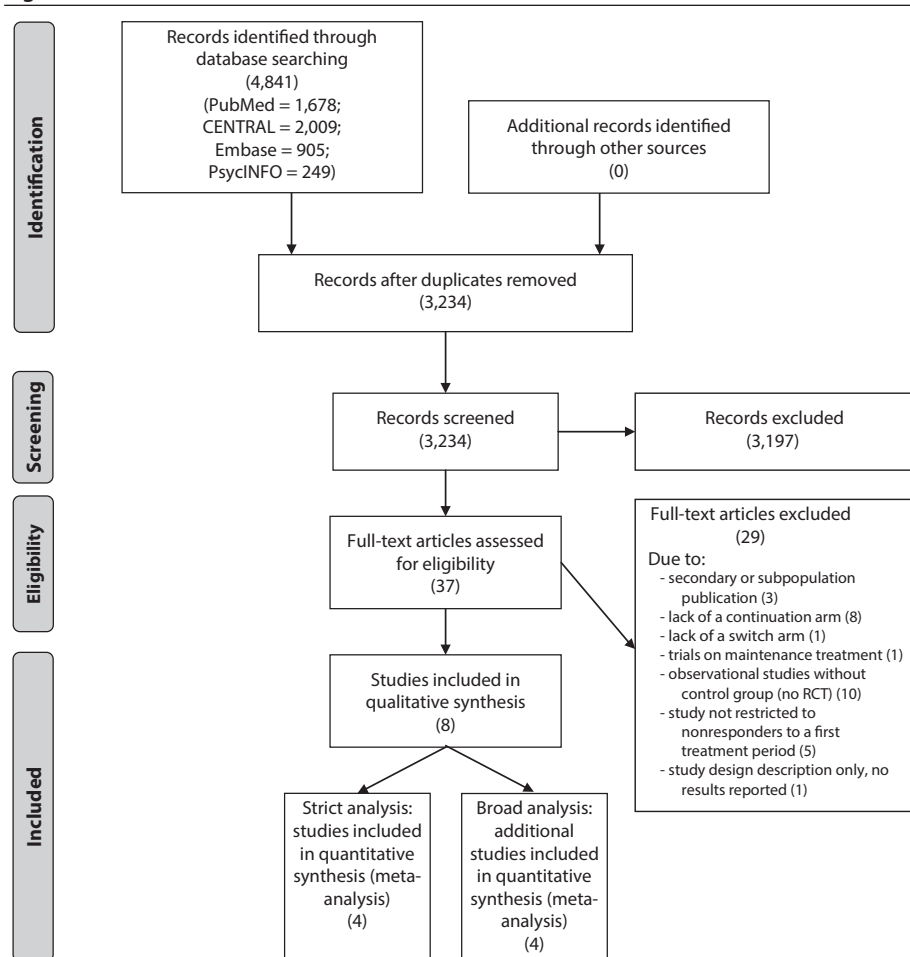 Identification
Records identified through
database searching
(4,841)
(PubMed = 1,678;
CENTRAL = 2,009;
Embase = 905;
PsycINFO = 249)
Additional records identified
through other sources
(0)
Records after duplicates removed
(3,234)
Screening
Records screened
(3,234)
Records excluded
(3,197)
Eligibility
Full-text articles assessed
for eligibility
(37)
Full-text articles excluded
(29)
Due to:
- secondary or subpopulation
publication (3)
- lack of a continuation arm (8)
- lack of a switch arm (1)
- trials on maintenance treatment (1)
- observational studies without
control group (no RCT) (10)
- study not restricted to
nonresponders to a first
treatment period (5)
- study design description only, no
results reported (1)
Included
Studies included in
qualitative synthesis
(8)
Strict analysis:
studies included
in quantitative
synthesis (meta-
analysis)
(4)
Broad analysis:
additional
studies included
in quantitative
synthesis (meta-
analysis)
(4)